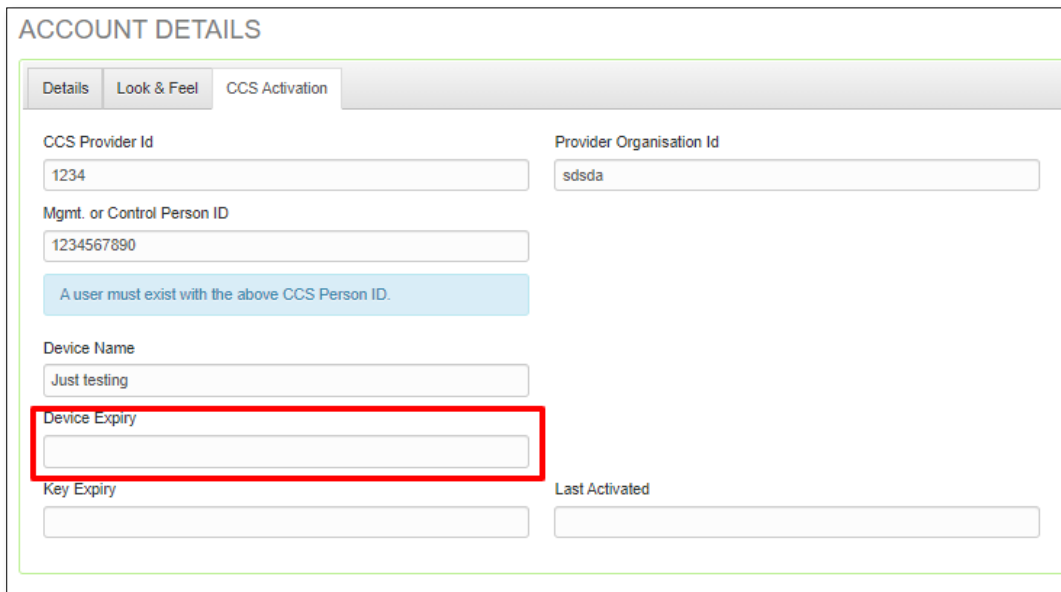 ACCOUNT DETAILS
Details Look & Feel CCS Activation
CCS Provider Id Provider Organisation Id
1234 sdsda
Mgmt. or Control Person ID
1234567890
A user must exist with the above CCS Person ID.
Device Name
Just testing
Device Expiry
Key Expiry Last Activated